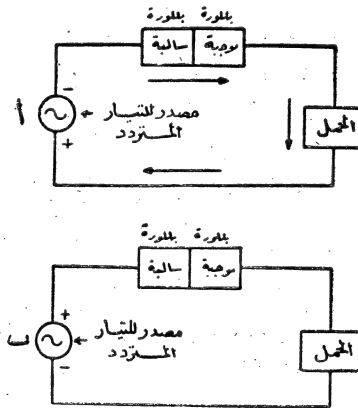 بللورة بللورة
موجبة سالبة
الحمل
أ
مصدر للتيار
المتردد
- +
بللورة بللورة
موجبة سالبة
الحمل
ب
مصدر للتيار
المتردد
+ -